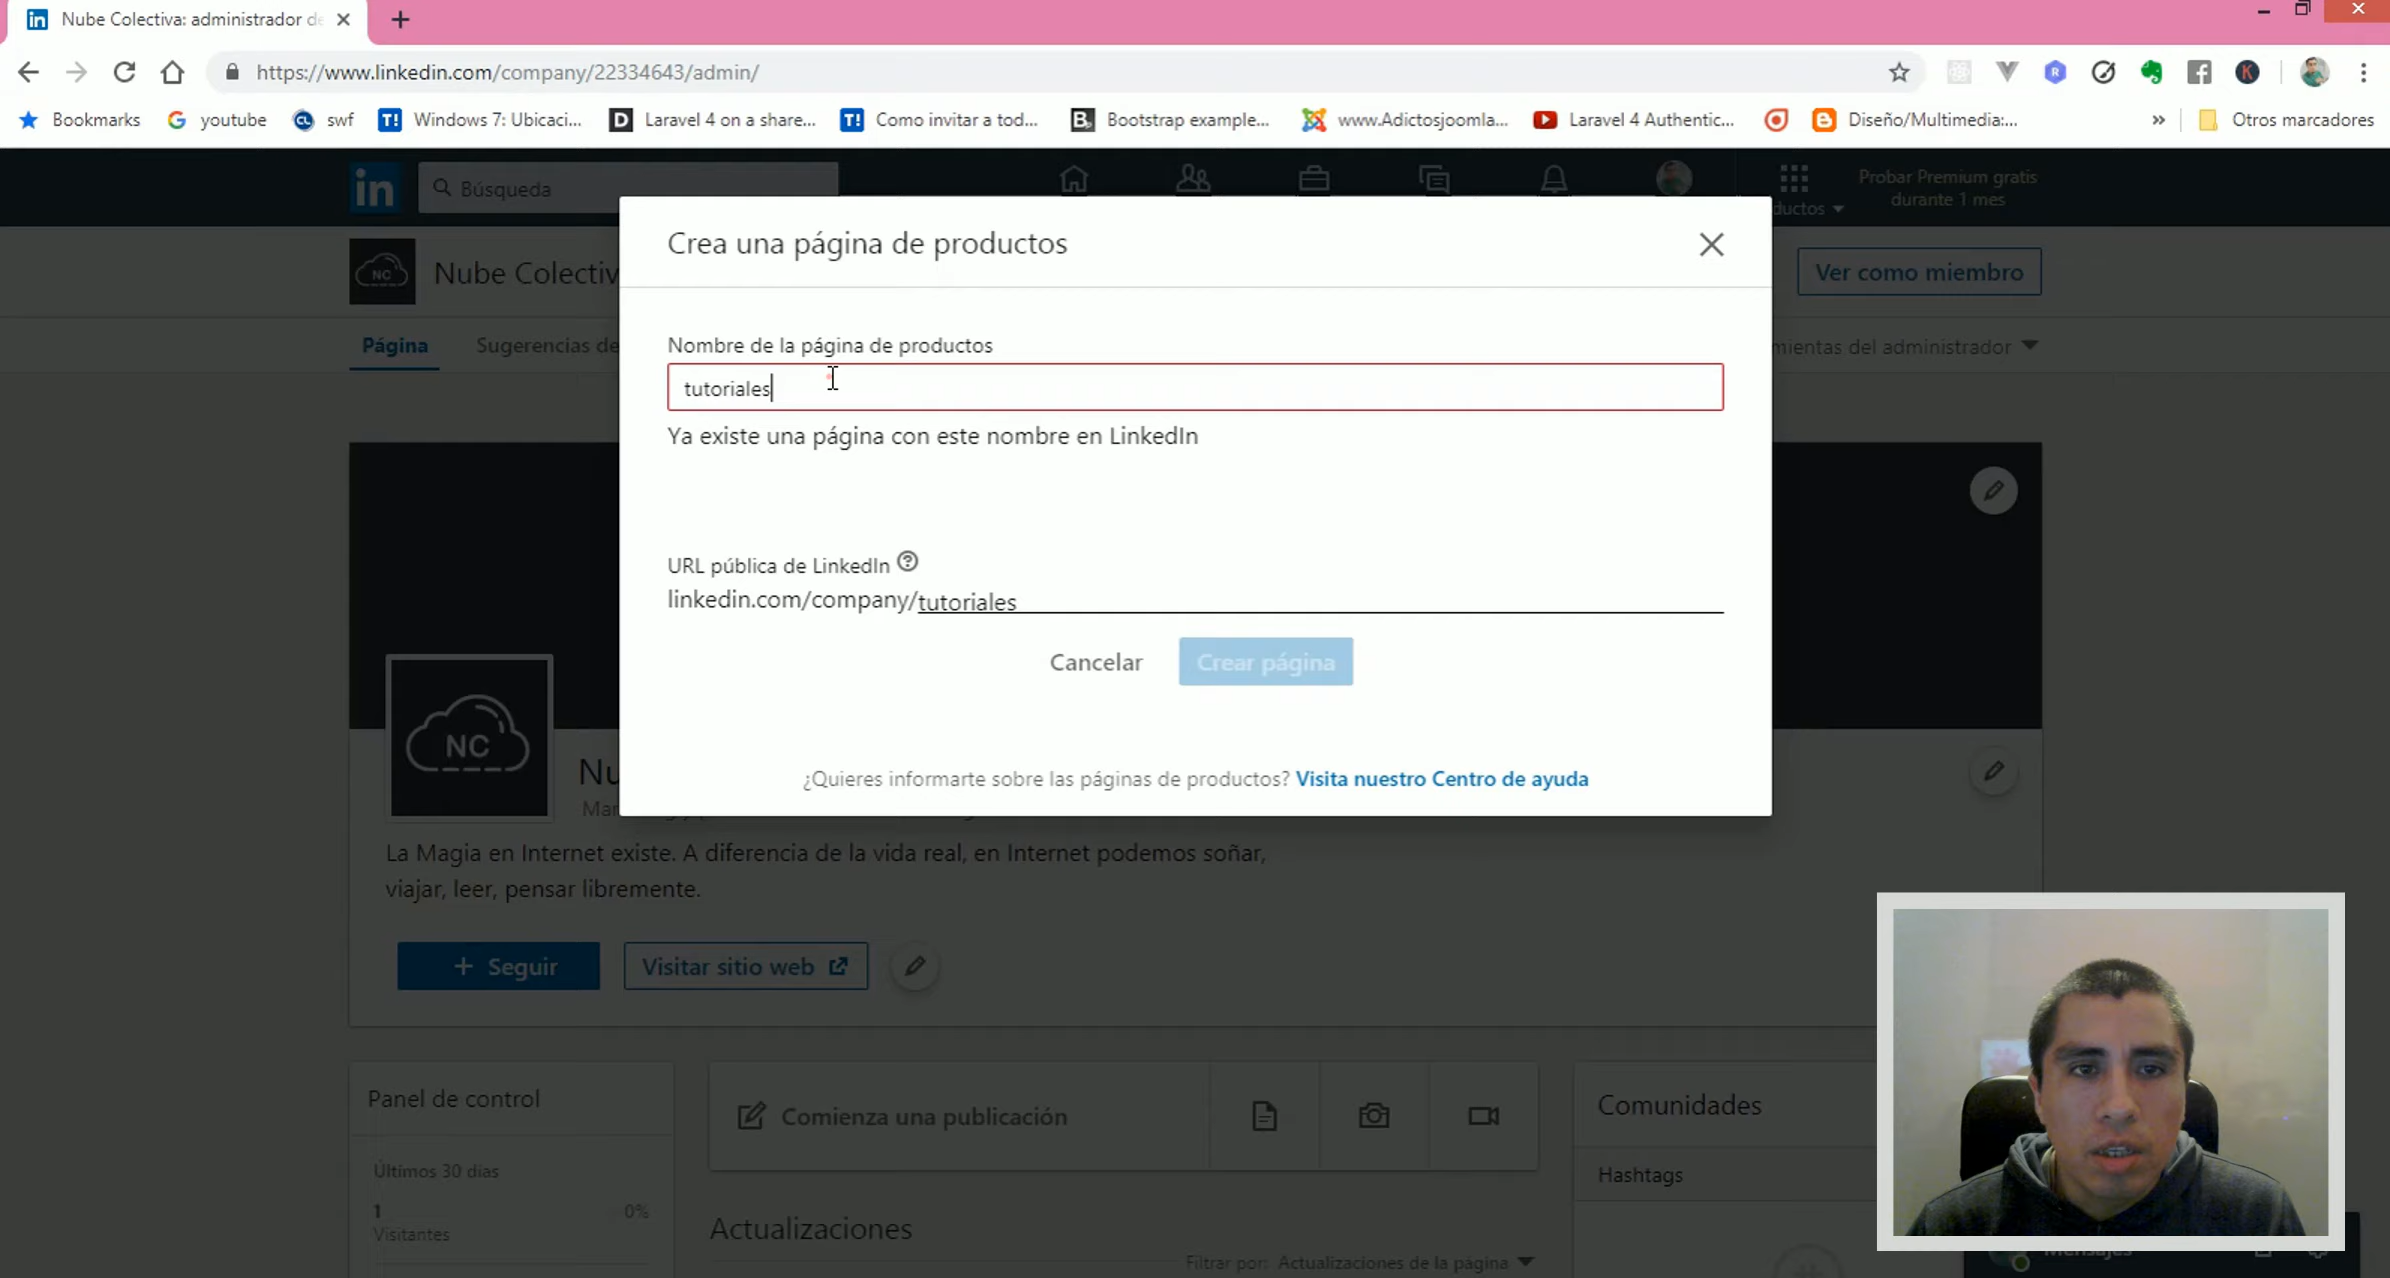 Nube Colectiva: administrador de
https://www.linkedin.com/company/22334643/admin/
Bookmarks
youtube
swf
Windows 7: Ubicaci...
Laravel 4 on a share...
Como invitar a tod...
Bootstrap example...
www.Adictosjoomla...
Laravel 4 Authentic...
Diseño/Multimedia:...
»
Otros marcadores
in
Búsqueda
ductos
Probar Premium gratis
durante 1 mes
NC
Nube Colectiv
Ver como miembro
Página
Sugerencias de
mientas del administrador
Crea una página de productos
Nombre de la página de productos
tutoriales
Ya existe una página con este nombre en LinkedIn
URL pública de LinkedIn
linkedin.com/company/tutoriales
Cancelar
Crear página
¿Quieres informarte sobre las páginas de productos? Visita nuestro Centro de ayuda
NC
Nu
Mar
La Magia en Internet existe. A diferencia de la vida real, en Internet podemos soñar,
viajar, leer, pensar libremente.
+ Seguir
Visitar sitio web
Panel de control
Últimos 30 días
1
0%
Visitantes
Comienza una publicación
Actualizaciones
Filtrar por: Actualizaciones de la página
Comunidades
Hashtags
Mensajes